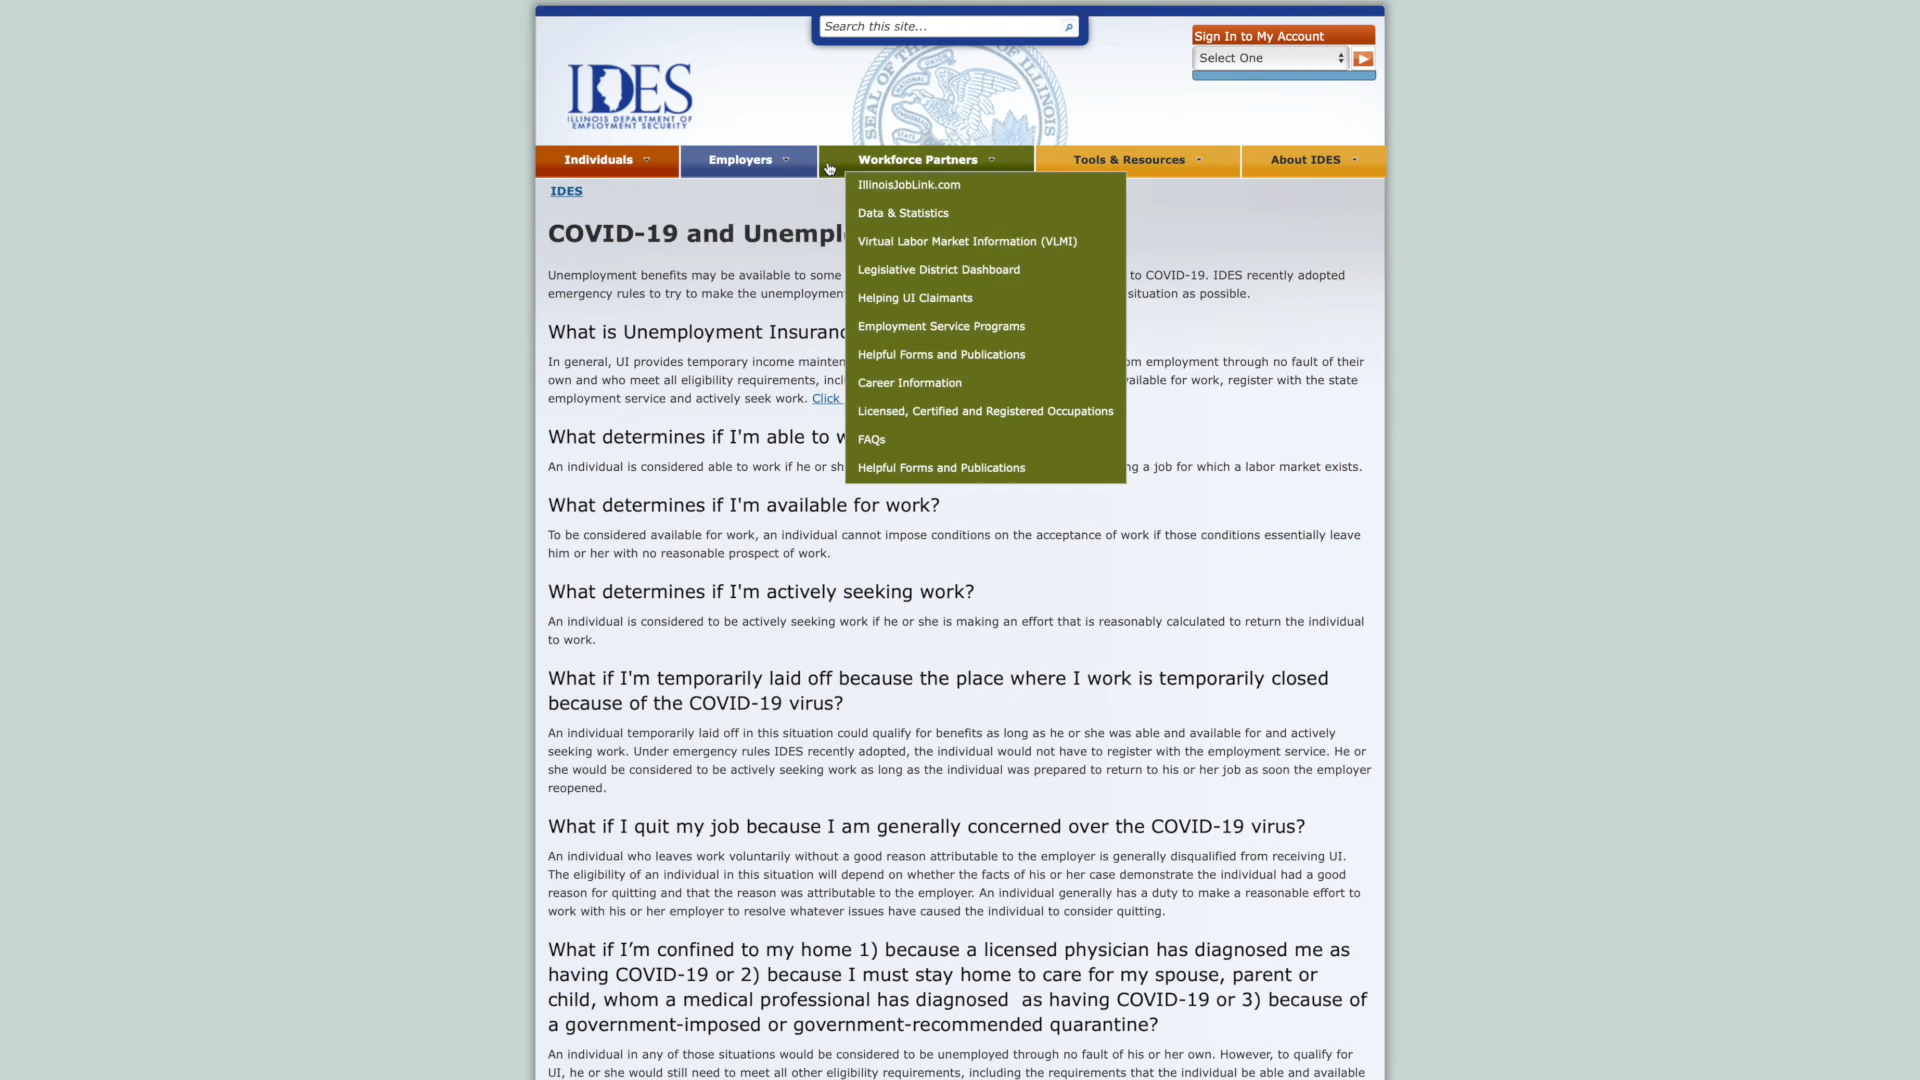 Search this site...
Sign In to My Account
Select One
IDES
ILLINOIS DEPARTMENT OF
EMPLOYMENT SECURITY
SEAL OF THE
OF ILLINOIS
Individuals
Employers
Workforce Partners
Tools & Resources
About IDES
IDES
IllinoisJobLink.com
Data & Statistics
Virtual Labor Market Information (VLMI)
Legislative District Dashboard
Helping UI Claimants
Employment Service Programs
Helpful Forms and Publications
Career Information
Licensed, Certified and Registered Occupations
FAQs
Helpful Forms and Publications
COVID-19 and Unempl
Unemployment benefits may be available to some to COVID-19. IDES recently adopted
emergency rules to try to make the unemployment situation as possible.
What is Unemployment Insuranc
In general, UI provides temporary income mainten om employment through no fault of their
own and who meet all eligibility requirements, incl vailable for work, register with the state
employment service and actively seek work. Click
What determines if I'm able to w
An individual is considered able to work if he or sh ng a job for which a labor market exists.
What determines if I'm available for work?
To be considered available for work, an individual cannot impose conditions on the acceptance of work if those conditions essentially leave
him or her with no reasonable prospect of work.
What determines if I'm actively seeking work?
An individual is considered to be actively seeking work if he or she is making an effort that is reasonably calculated to return the individual
to work.
What if I'm temporarily laid off because the place where I work is temporarily closed
because of the COVID-19 virus?
An individual temporarily laid off in this situation could qualify for benefits as long as he or she was able and available for and actively
seeking work. Under emergency rules IDES recently adopted, the individual would not have to register with the employment service. He or
she would be considered to be actively seeking work as long as the individual was prepared to return to his or her job as soon the employer
reopened.
What if I quit my job because I am generally concerned over the COVID-19 virus?
An individual who leaves work voluntarily without a good reason attributable to the employer is generally disqualified from receiving UI.
The eligibility of an individual in this situation will depend on whether the facts of his or her case demonstrate the individual had a good
reason for quitting and that the reason was attributable to the employer. An individual generally has a duty to make a reasonable effort to
work with his or her employer to resolve whatever issues have caused the individual to consider quitting.
What if I’m confined to my home 1) because a licensed physician has diagnosed me as
having COVID-19 or 2) because I must stay home to care for my spouse, parent or
child, whom a medical professional has diagnosed as having COVID-19 or 3) because of
a government-imposed or government-recommended quarantine?
An individual in any of those situations would be considered to be unemployed through no fault of his or her own. However, to qualify for
UI, he or she would still need to meet all other eligibility requirements, including the requirements that the individual be able and available